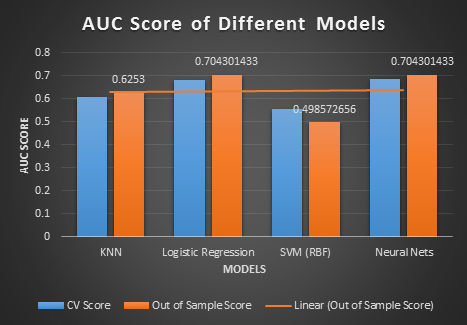 AUC Score of Different Models
0.8
0.7
0.6
0.5
0.4
0.3
0.2
0.1
0
AUC SCORE
0.6253
0.704301433
0.498572656
0.704301433
KNN
Logistic Regression
SVM (RBF)
Neural Nets
MODELS
CV Score
Out of Sample Score
Linear (Out of Sample Score)